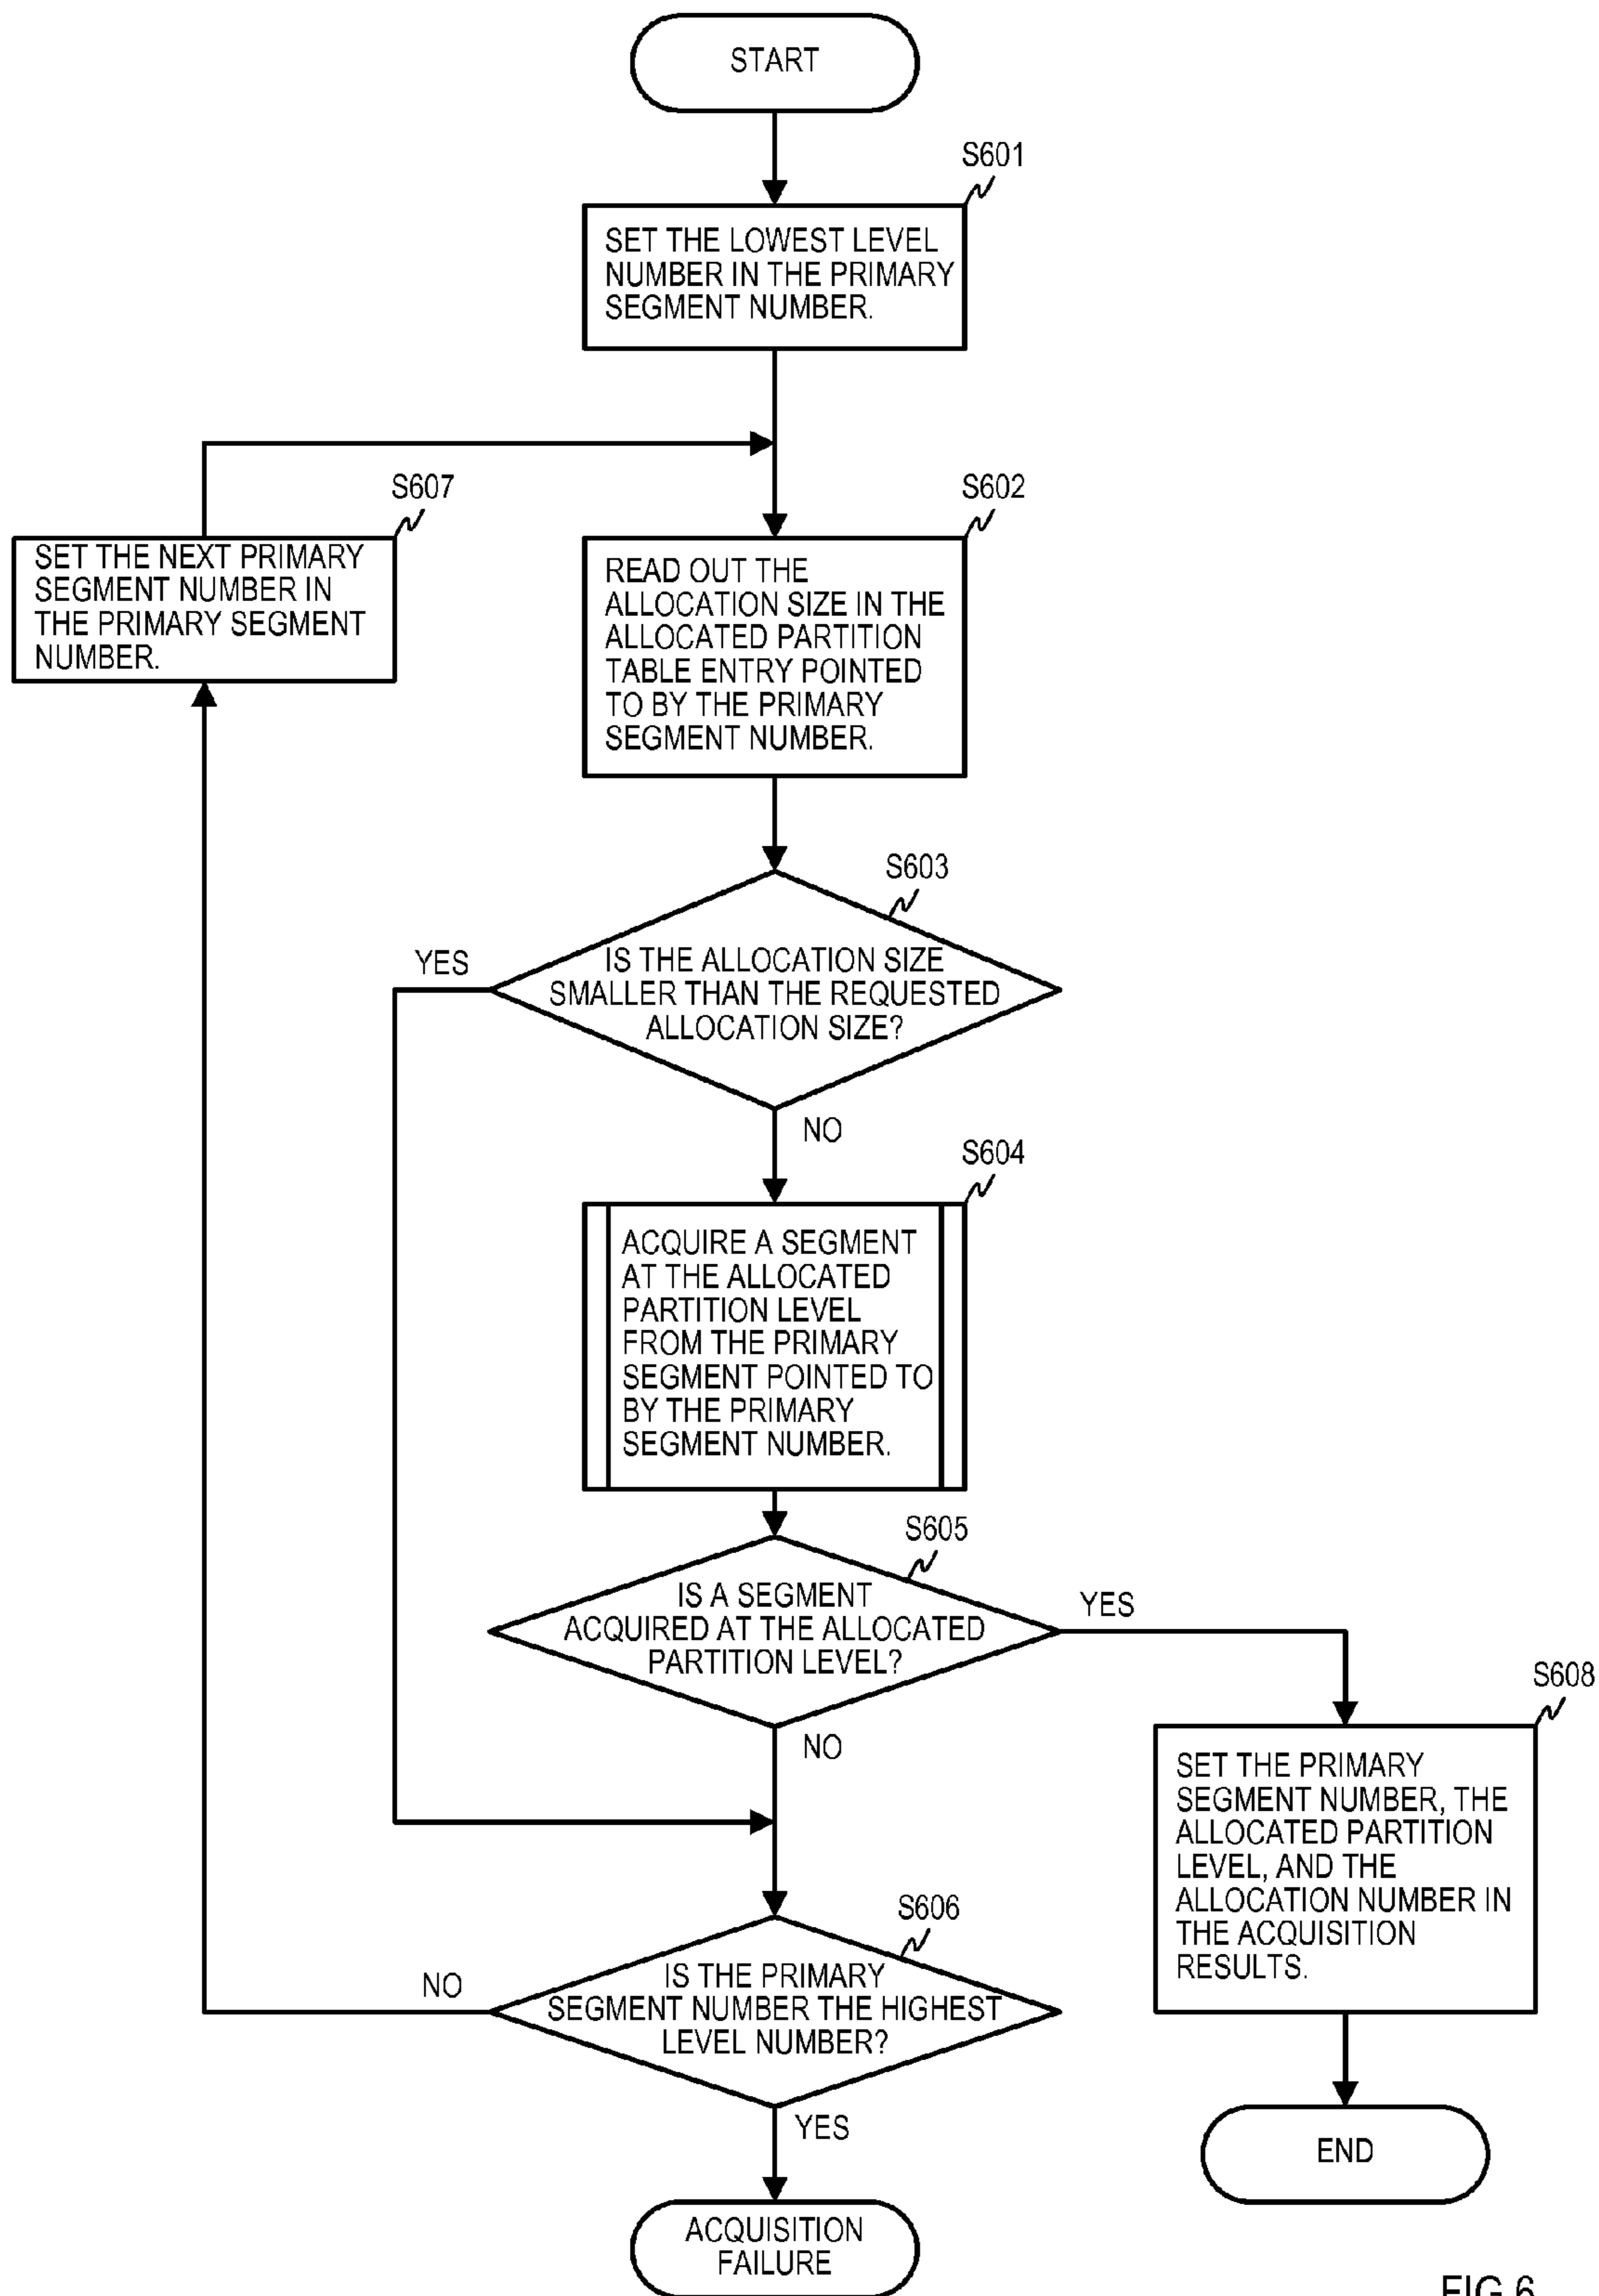 START
S601
SET THE LOWEST LEVEL
NUMBER IN THE PRIMARY
SEGMENT NUMBER.
S607
SET THE NEXT PRIMARY
SEGMENT NUMBER IN
THE PRIMARY SEGMENT
NUMBER.
S602
READ OUT THE
ALLOCATION SIZE IN THE
ALLOCATED PARTITION
TABLE ENTRY POINTED
TO BY THE PRIMARY
SEGMENT NUMBER.
S603
YES
IS THE ALLOCATION SIZE
SMALLER THAN THE REQUESTED
ALLOCATION SIZE?
NO
S604
ACQUIRE A SEGMENT
AT THE ALLOCATED
PARTITION LEVEL
FROM THE PRIMARY
SEGMENT POINTED TO
BY THE PRIMARY
SEGMENT NUMBER.
S605
IS A SEGMENT
ACQUIRED AT THE ALLOCATED
PARTITION LEVEL?
YES
NO
S608
SET THE PRIMARY
SEGMENT NUMBER, THE
ALLOCATED PARTITION
LEVEL, AND THE
ALLOCATION NUMBER IN
THE ACQUISITION
RESULTS.
S606
NO
IS THE PRIMARY
SEGMENT NUMBER THE HIGHEST
LEVEL NUMBER?
YES
END
ACQUISITION
FAILURE
FIG.6